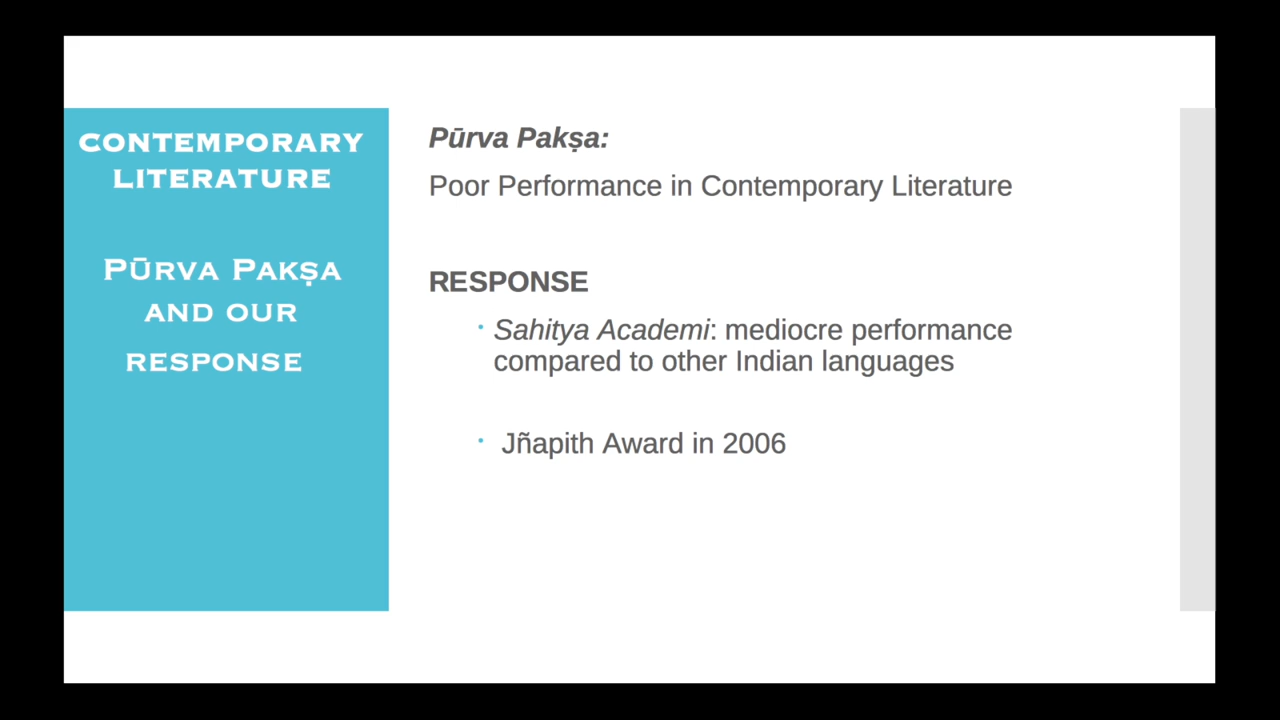 CONTEMPORARY
LITERATURE
PŪRVA PAKṢA
AND OUR
RESPONSE
Pūrva Pakṣa:
Poor Performance in Contemporary Literature
RESPONSE
• Sahitya Academi: mediocre performance
compared to other Indian languages
• Jñapith Award in 2006